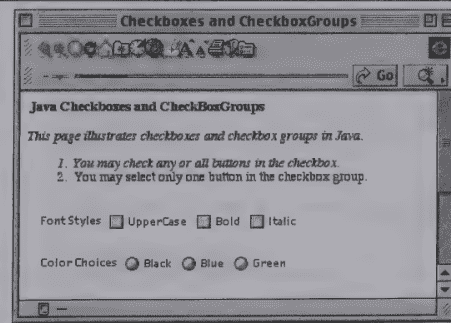 Checkboxes and CheckboxGroups
Go
Java Checkboxes and CheckBoxGroups
This page illustrates checkboxes and checkbox groups in Java.
1. You may check any or all buttons in the checkbox.
2. You may select only one button in the checkbox group.
Font Styles UpperCase Bold Italic
Color Choices Black Blue Green